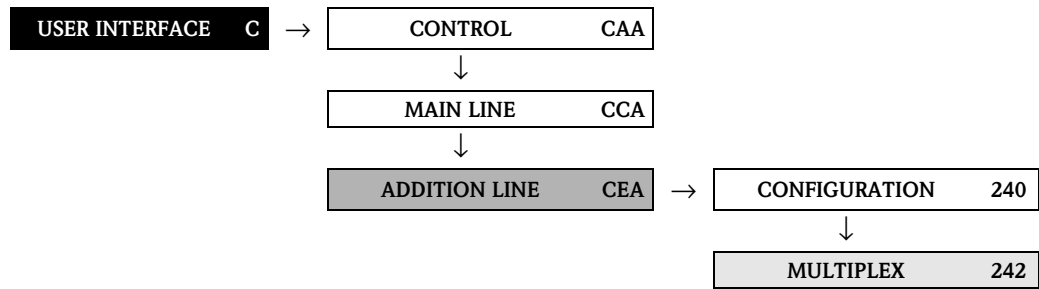 USER INTERFACE C → CONTROL CAA
↓
MAIN LINE CCA
↓
ADDITION LINE CEA → CONFIGURATION 240
↓
MULTIPLEX 242